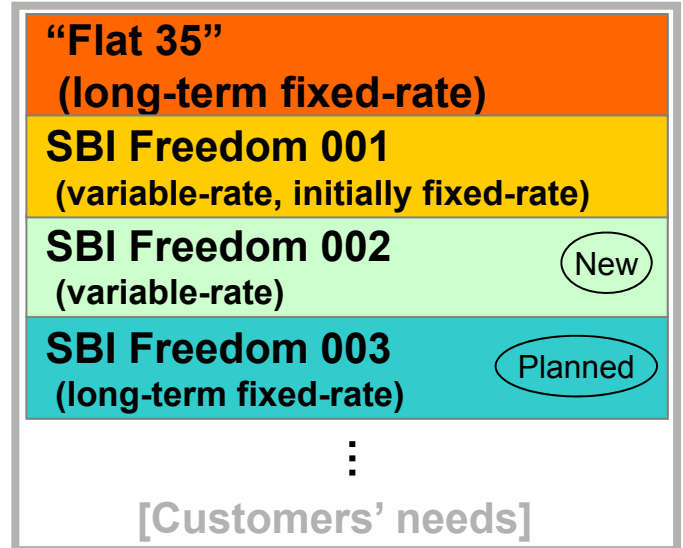 “Flat 35”
(long-term fixed-rate)
SBI Freedom 001
(variable-rate, initially fixed-rate)
SBI Freedom 002
New
(variable-rate)
SBI Freedom 003
Planned
(long-term fixed-rate)
⋮
[Customers’ needs]